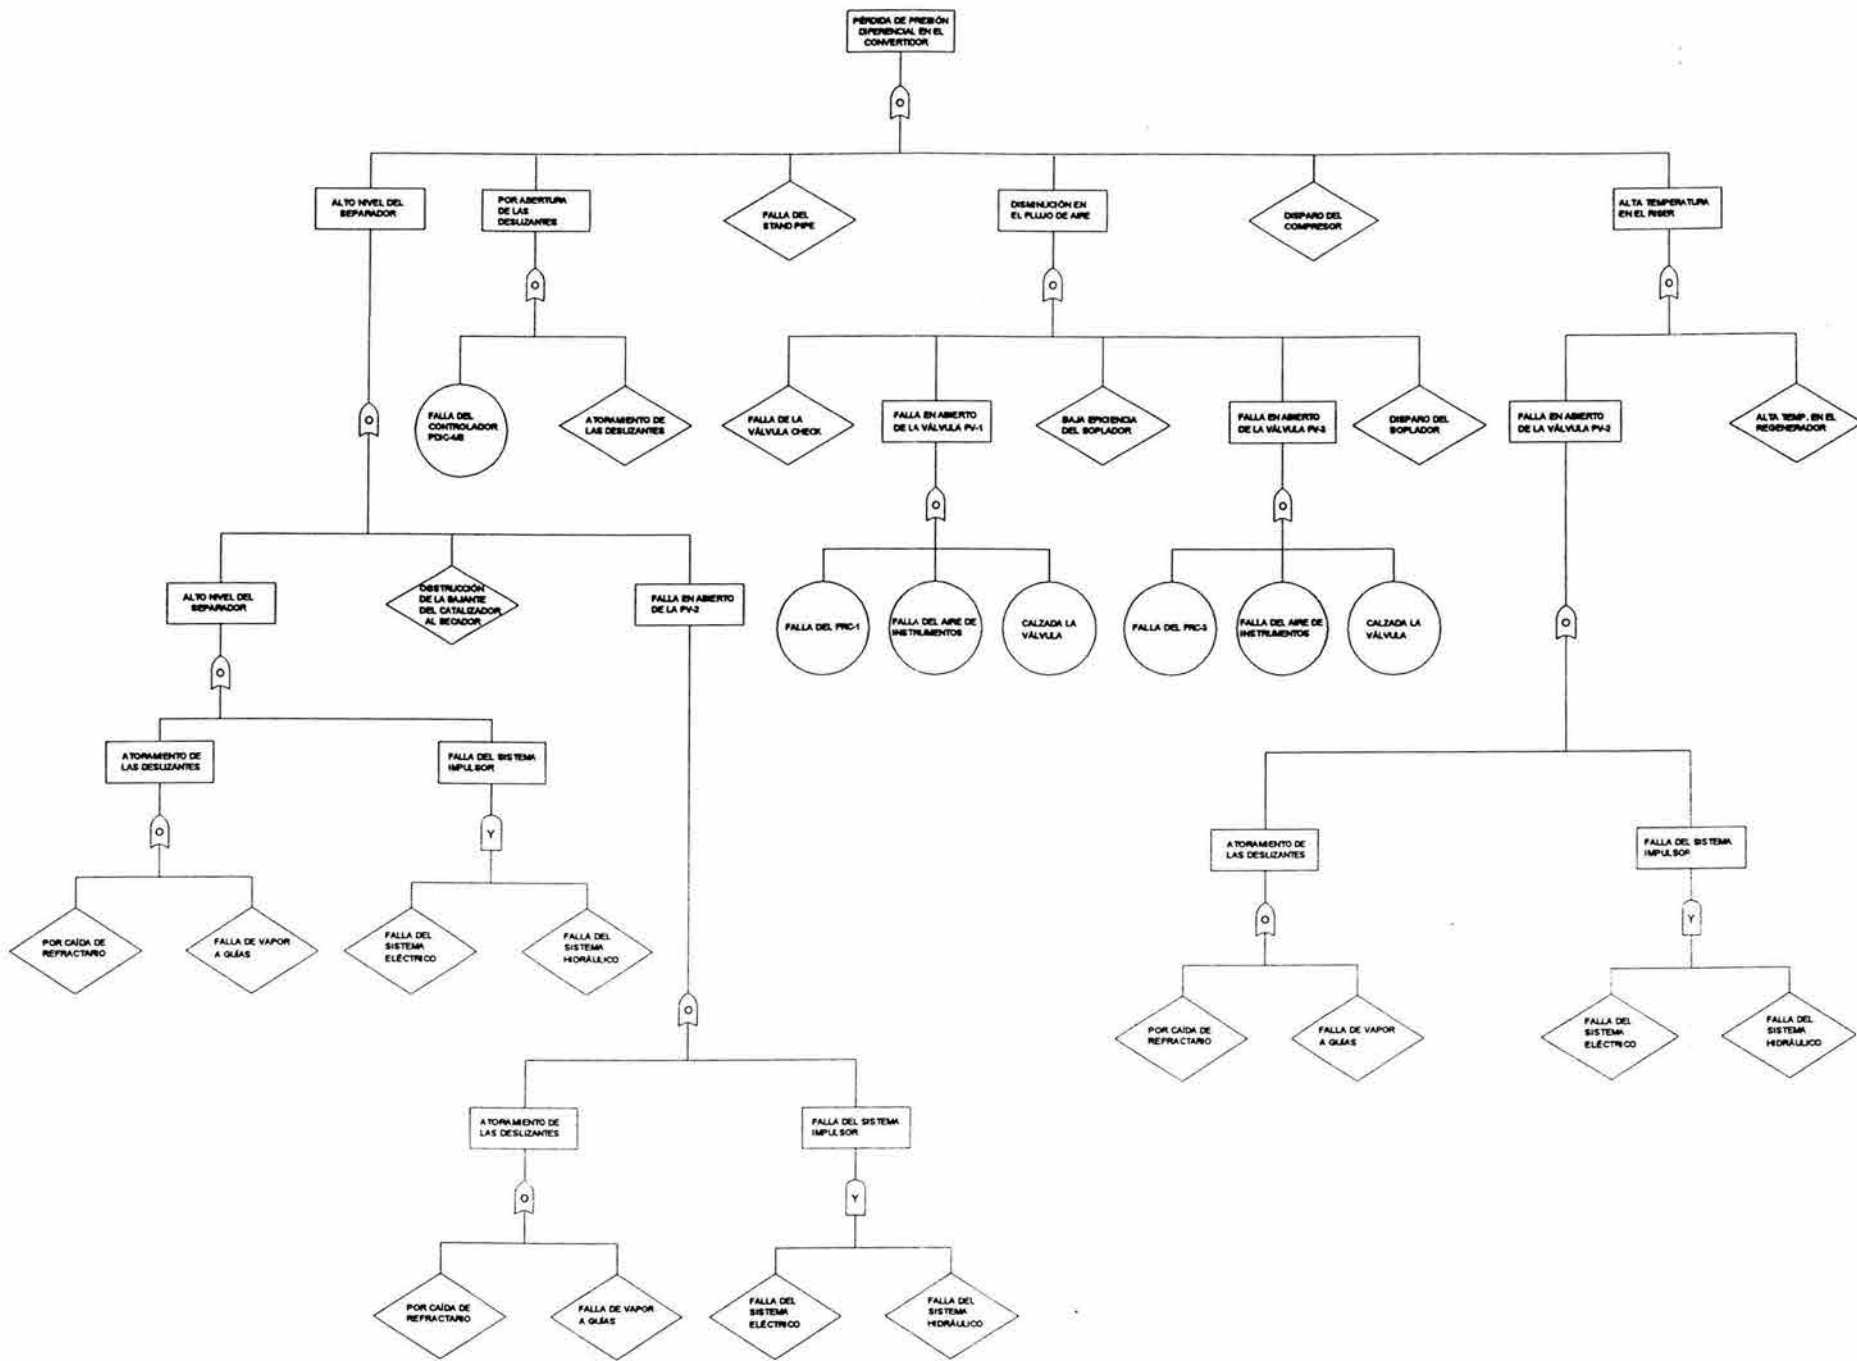 PÉRDIDA DE PRESIÓN
DIFERENCIAL EN EL
CONVERTIDOR
O
ALTO NIVEL DEL
SEPARADOR
POR ABERTURA
DE LAS
DESLIZANTES
FALLA DEL
STAND PIPE
DISMINUCIÓN EN
EL FLUJO DE AIRE
DISPARO DEL
COMPRESOR
ALTA TEMPERATURA
EN EL RISER
O
O
O
O
FALLA DEL
CONTROLADOR
ATORAMIENTO DE
LAS DESLIZANTES
FALLA DE LA
VÁLVULA CHECK
FALLA EN ABIERTO
DE LA VÁLVULA PV-1
BAJA EFICIENCIA
DEL SOPLADOR
FALLA EN ABIERTO
DE LA VÁLVULA PV-3
DISPARO DEL
SOPLADOR
FALLA EN ABIERTO
DE LA VÁLVULA PV-2
ALTA TEMP. EN EL
REGENERADOR
O
O
ALTO NIVEL DEL
SEPARADOR
OBSTRUCCIÓN
DE LA BAJANTE
DEL CATALIZADOR
AL SECADOR
FALLA EN ABIERTO
DE LA PV-2
FALLA DEL PRC-1
FALLA DEL AIRE DE
INSTRUMENTOS
CALZADA LA
VÁLVULA
FALLA DEL PRC-3
FALLA DEL AIRE DE
INSTRUMENTOS
CALZADA LA
VÁLVULA
O
O
ATORAMIENTO DE
LAS DESLIZANTES
FALLA DEL SISTEMA
IMPULSOR
O
Y
ATORAMIENTO DE
LAS DESLIZANTES
FALLA DEL SISTEMA
IMPULSOR
POR CAÍDA DE
REFRACTARIO
FALLA DE VAPOR
A GUÍAS
FALLA DEL
SISTEMA
ELÉCTRICO
FALLA DEL
SISTEMA
HIDRÁULICO
O
Y
O
POR CAÍDA DE
REFRACTARIO
FALLA DE VAPOR
A GUÍAS
FALLA DEL
SISTEMA
ELÉCTRICO
FALLA DEL
SISTEMA
HIDRÁULICO
ATORAMIENTO DE
LAS DESLIZANTES
FALLA DEL SISTEMA
IMPULSOR
O
Y
POR CAÍDA DE
REFRACTARIO
FALLA DE VAPOR
A GUÍAS
FALLA DEL
SISTEMA
ELÉCTRICO
FALLA DEL
SISTEMA
HIDRÁULICO